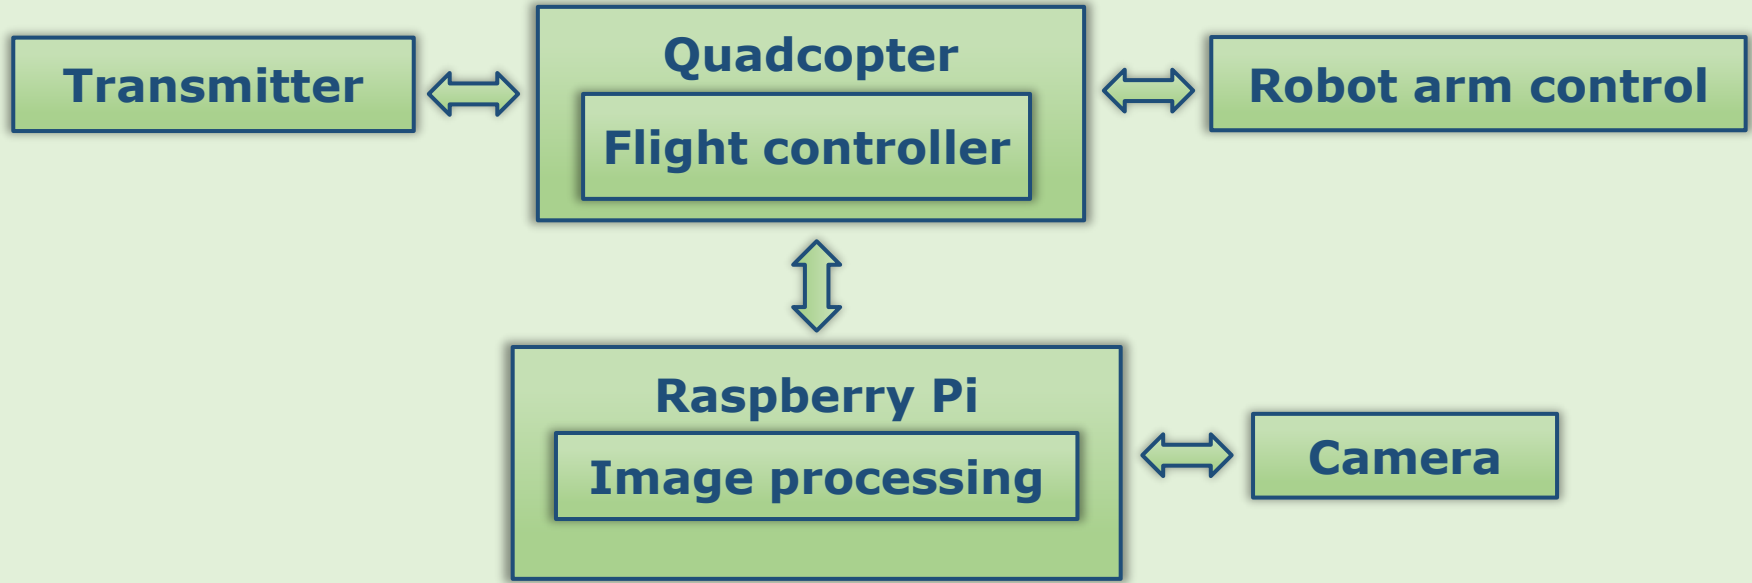 Transmitter
Quadcopter
Flight controller
Robot arm control
Raspberry Pi
Image processing
Camera